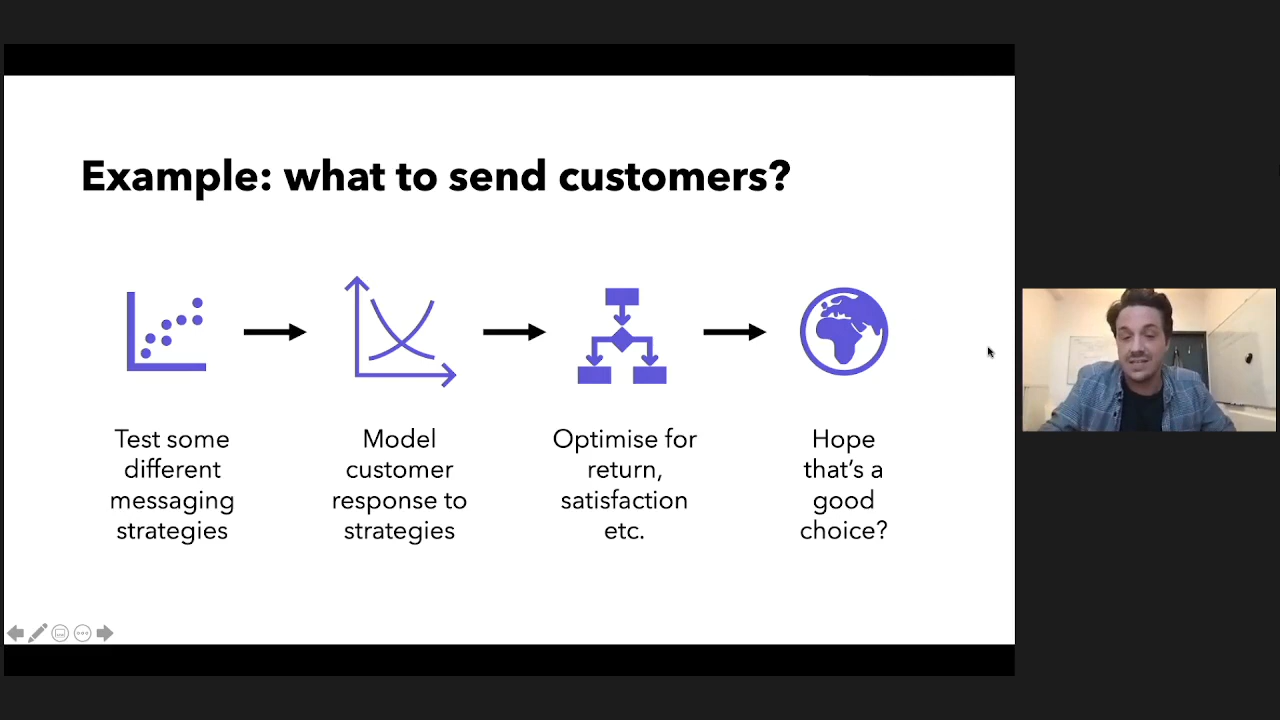 Example: what to send customers?
Test some
different
messaging
strategies
Model
customer
response to
strategies
Optimise for
return,
satisfaction
etc.
Hope
that's a
good
choice?